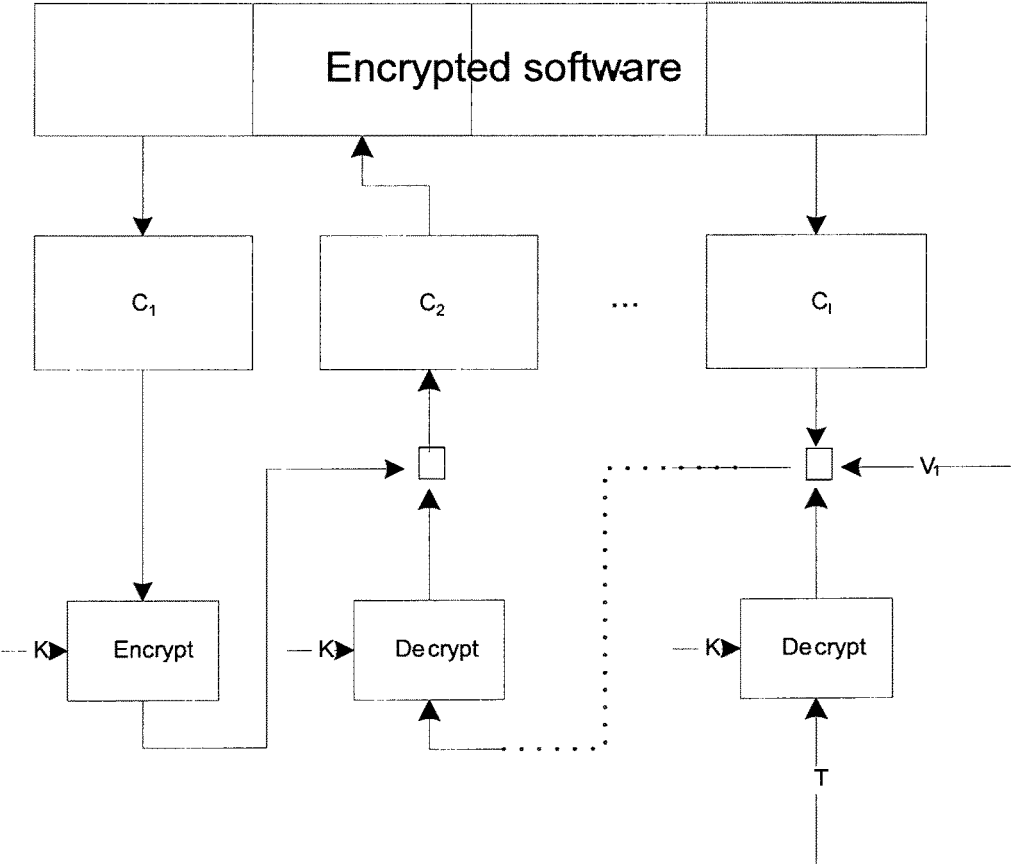 Encrypted software
C₁
C₂
...
Cₗ
V₁
K
Encrypt
K
Decrypt
K
Decrypt
T